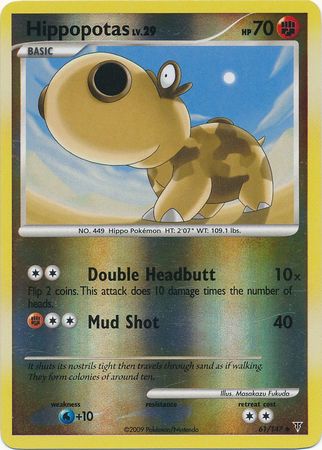 Hippopotas LV.29 HP 70
BASIC
NO. 449 Hippo Pokémon HT: 2'07" WT: 109.1 lbs.
Double Headbutt 10x
Flip 2 coins. This attack does 10 damage times the number of
heads.
Mud Shot 40
It shuts its nostrils tight then travels through sand as if walking.
They form colonies of around ten.
Illus. Masakazu Fukuda
weakness resistance retreat cost
+10
©2009 Pokémon/Nintendo 61/147